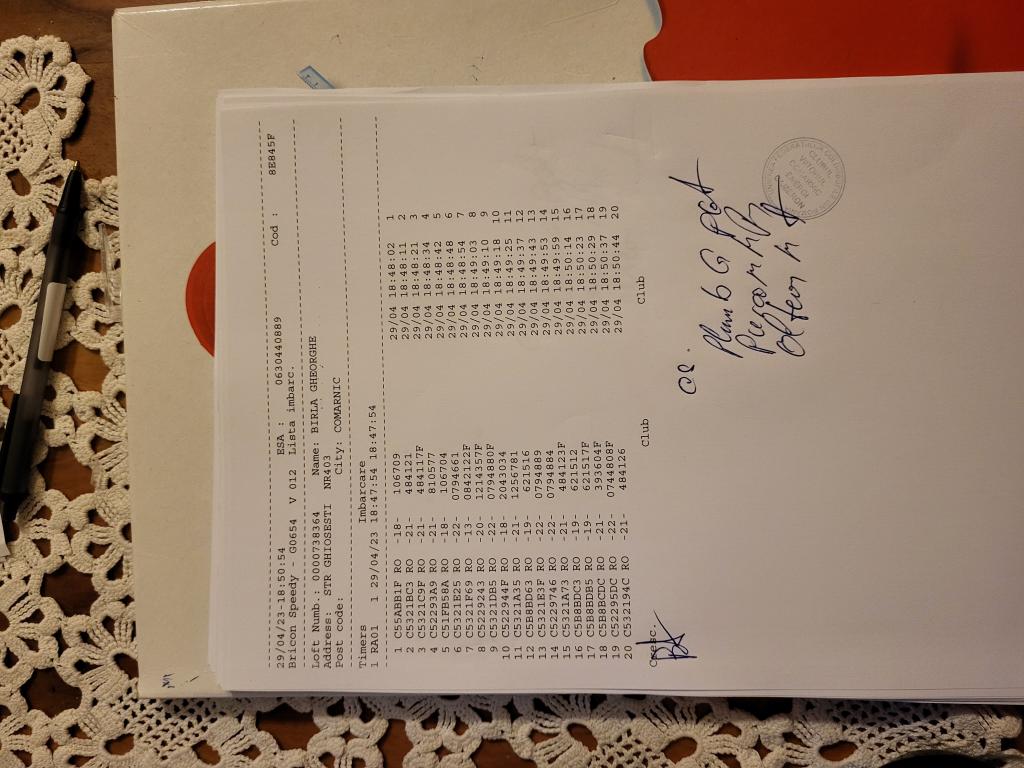 29/04/23-18:50:54 ESA : 0630440889 Cod : 8E845F
Bricon Speedy - G0654 V 012 Lista imbarc.
Loft Numb.: 0000738364 Name: BIRLA GHEORGHE
Address: STR GHIOSESTI NR403
Post code: City: COMARNIC
Timers Imbarcare
1 RA01 1 29/04/23 18:47:54 18:47:54
1 C55ABB1F RO -18- 106709 29/04 18:48:02 1
2 C5321BC3 RO -21- 484121 29/04 18:48:11 2
3 C5321C9F RO -21- 484117F 29/04 18:48:21 3
4 C52293A9 RO -21- 810577 29/04 18:48:34 4
5 C51FB58A RO -18- 106704 29/04 18:48:42 5
6 C5321E25 RO -22- 0794661 29/04 18:48:48 6
7 C5321F69 RO -13- 0842122F 29/04 18:48:54 7
8 C5229243 RO -20- 1214357F 29/04 18:49:03 8
9 C5321DB5 RO -22- 0794880F 29/04 18:49:10 9
10 C522944F RO -18- 2043034 29/04 18:49:18 10
11 C5321A35 RO -21- 1256781 29/04 18:49:25 11
12 C5B8BD63 RO -19- 621516 29/04 18:49:37 12
13 C5321E3F RO -22- 0794889 29/04 18:49:43 13
14 C5229746 RO -22- 0794884 29/04 18:49:53 14
15 C5321A73 RO -21- 484123F 29/04 18:49:59 15
16 C5B8BDC3 RO -19- 621512 29/04 18:50:14 16
17 C5B8BDB5 RO -19- 621517F 29/04 18:50:23 17
18 C5B8BCDC RO -21- 393604F 29/04 18:50:29 18
19 C52295DC RO -22- 0744808F 29/04 18:50:37 19
20 C532194C RO -21- 484126 29/04 18:50:44 20
Cresc. Club Club